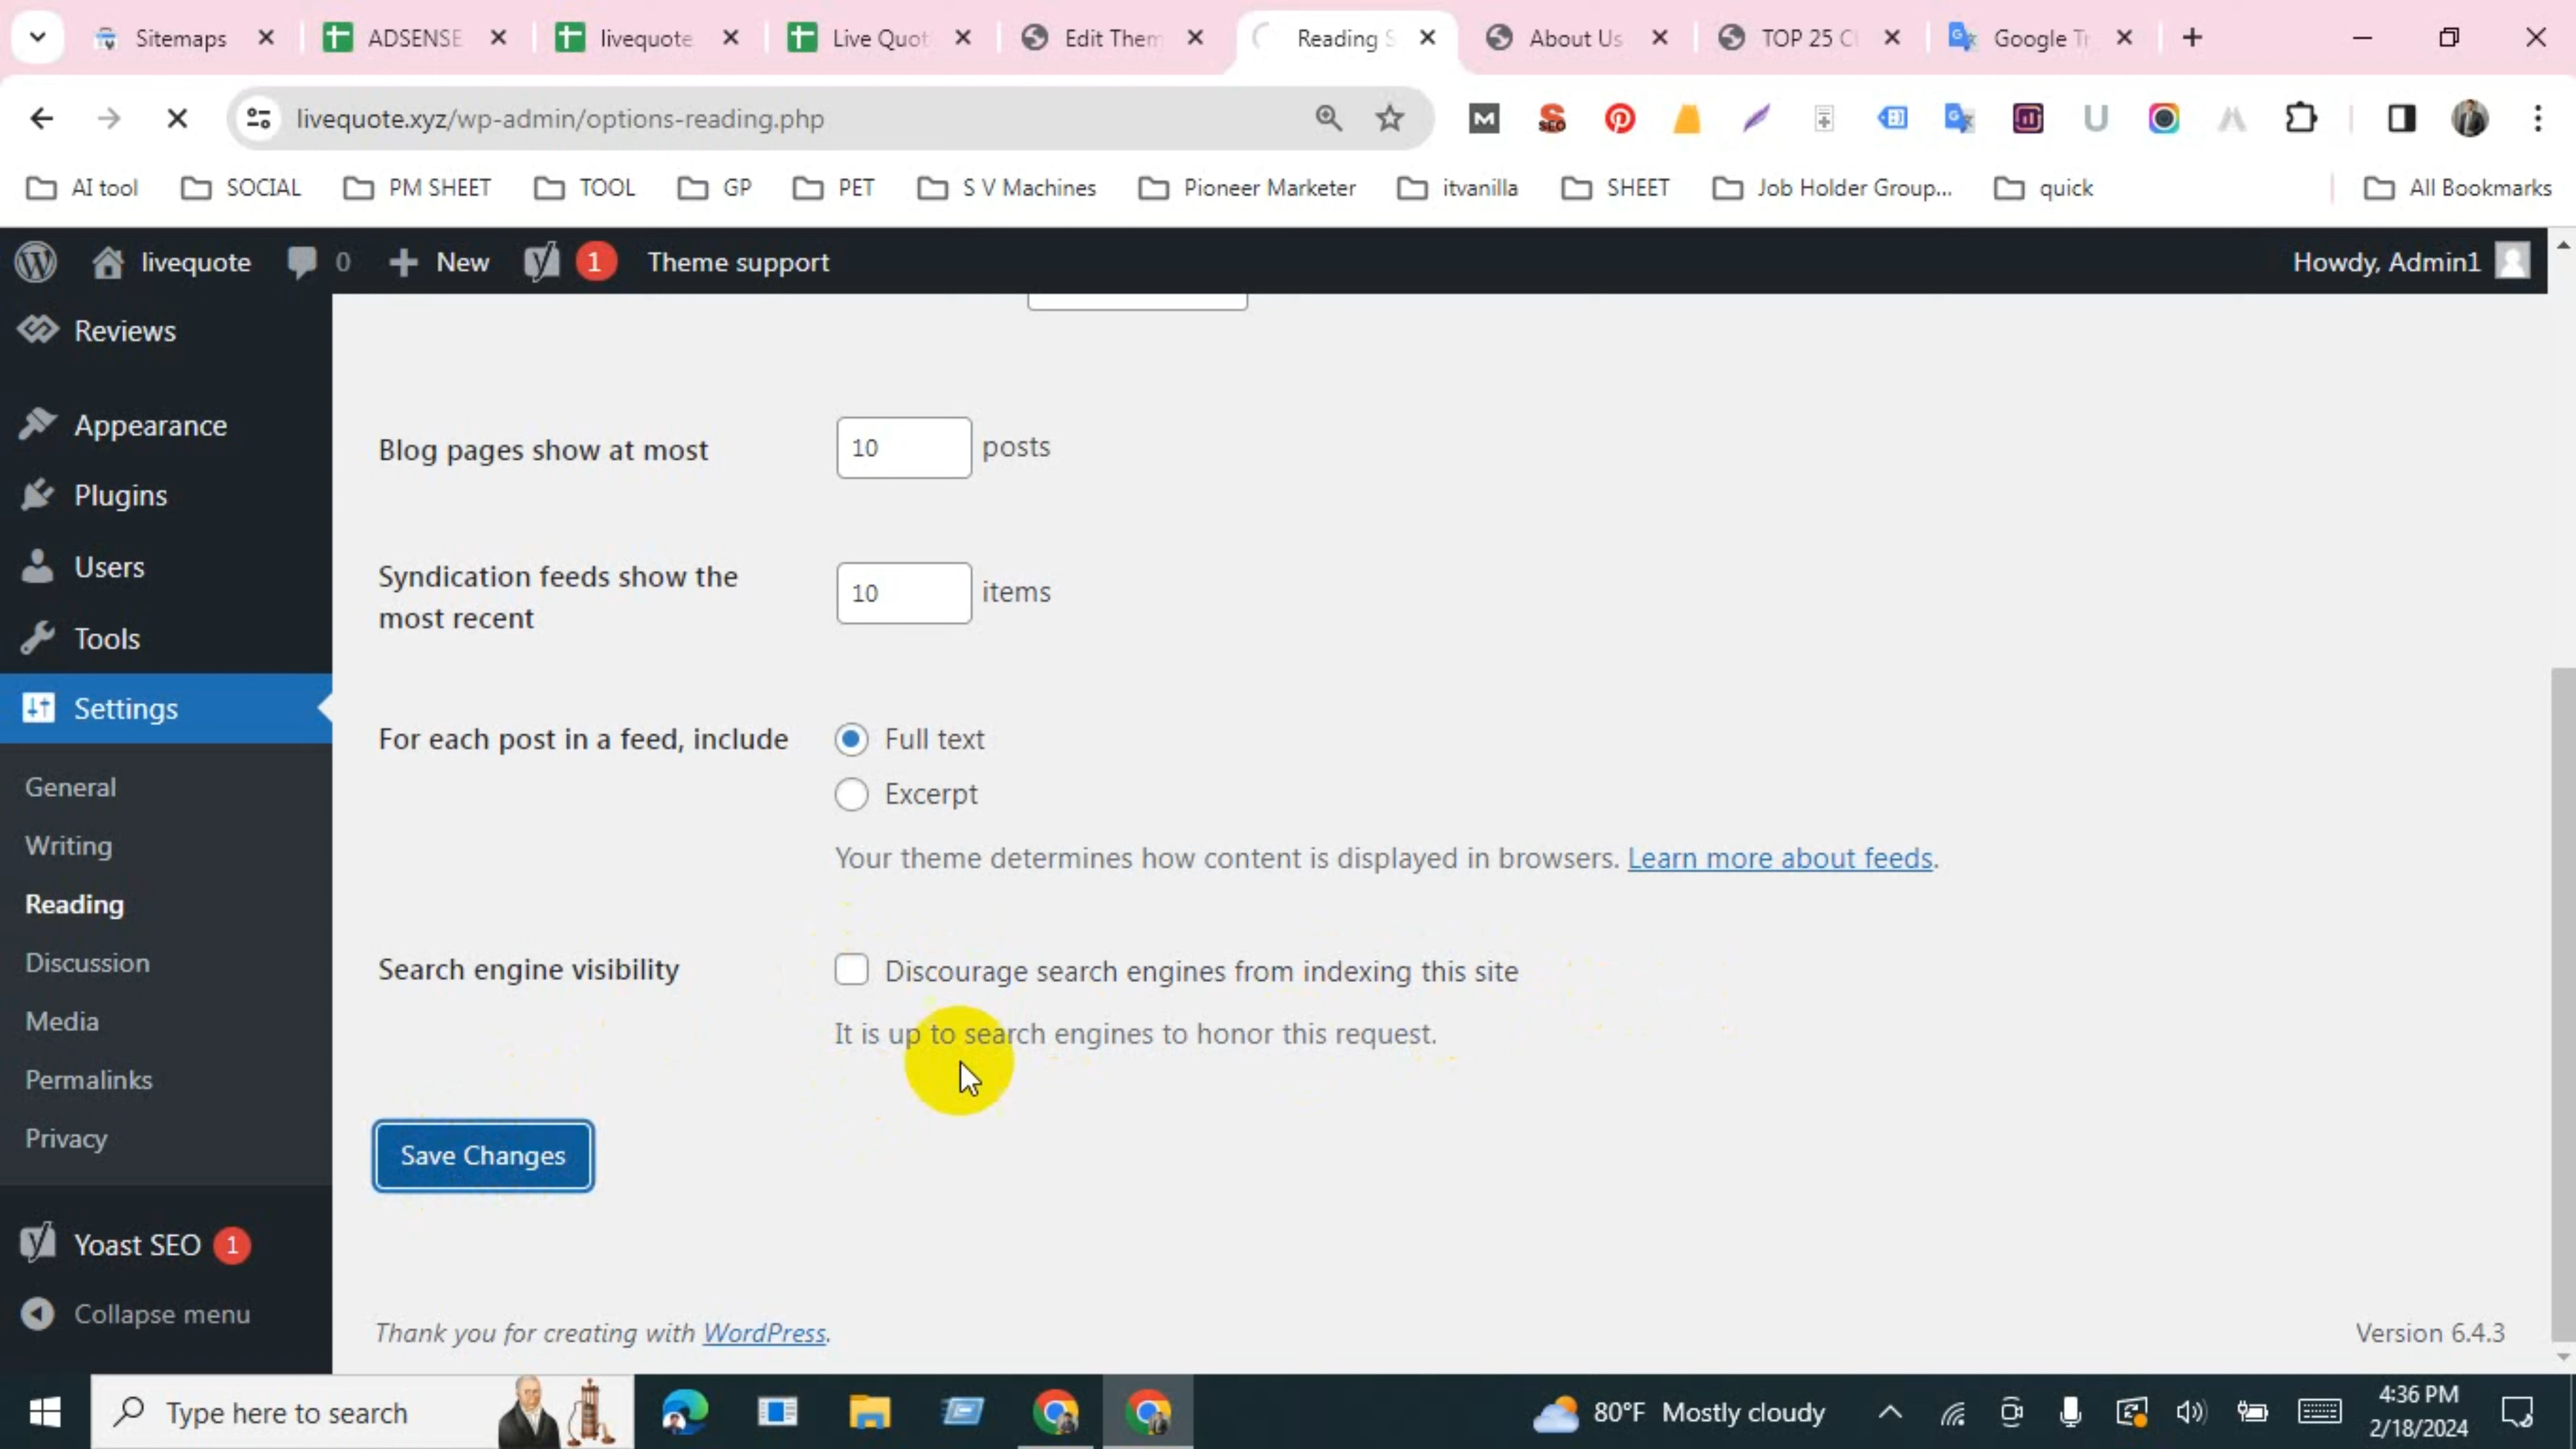 Sitemaps
ADSENSE
livequote
Live Quot
Edit Them
Reading S
About Us
TOP 25 C
Google Tr
livequote.xyz/wp-admin/options-reading.php
AI tool
SOCIAL
PM SHEET
TOOL
GP
PET
S V Machines
Pioneer Marketer
itvanilla
SHEET
Job Holder Group...
quick
All Bookmarks
livequote
0
New
1
Theme support
Howdy, Admin1
Reviews
Appearance
Plugins
Users
Tools
Settings
General
Writing
Reading
Discussion
Media
Permalinks
Privacy
Yoast SEO 1
Collapse menu
Blog pages show at most
10 posts
Syndication feeds show the
most recent
10 items
For each post in a feed, include
Full text
Excerpt
Your theme determines how content is displayed in browsers. Learn more about feeds.
Search engine visibility
Discourage search engines from indexing this site
It is up to search engines to honor this request.
Save Changes
Thank you for creating with WordPress.
Version 6.4.3
Type here to search
80°F Mostly cloudy
4:36 PM
2/18/2024